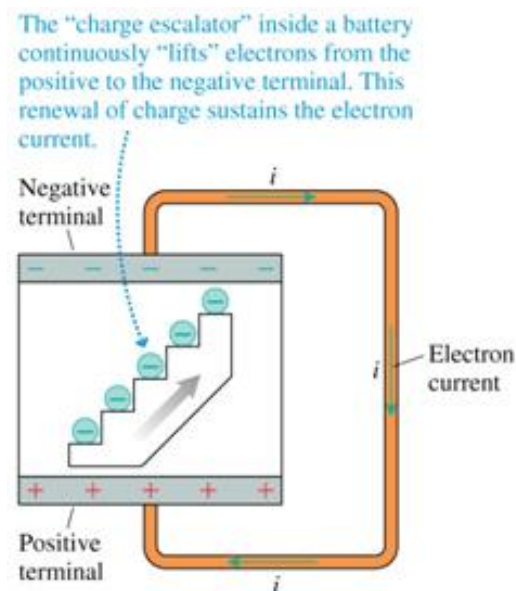 The “charge escalator” inside a battery
continuously “lifts” electrons from the
positive to the negative terminal. This
renewal of charge sustains the electron
current.
Negative
terminal
i
− − − − −
−
−
−
−
−
i
Electron
current
+ + + + +
Positive
terminal
i